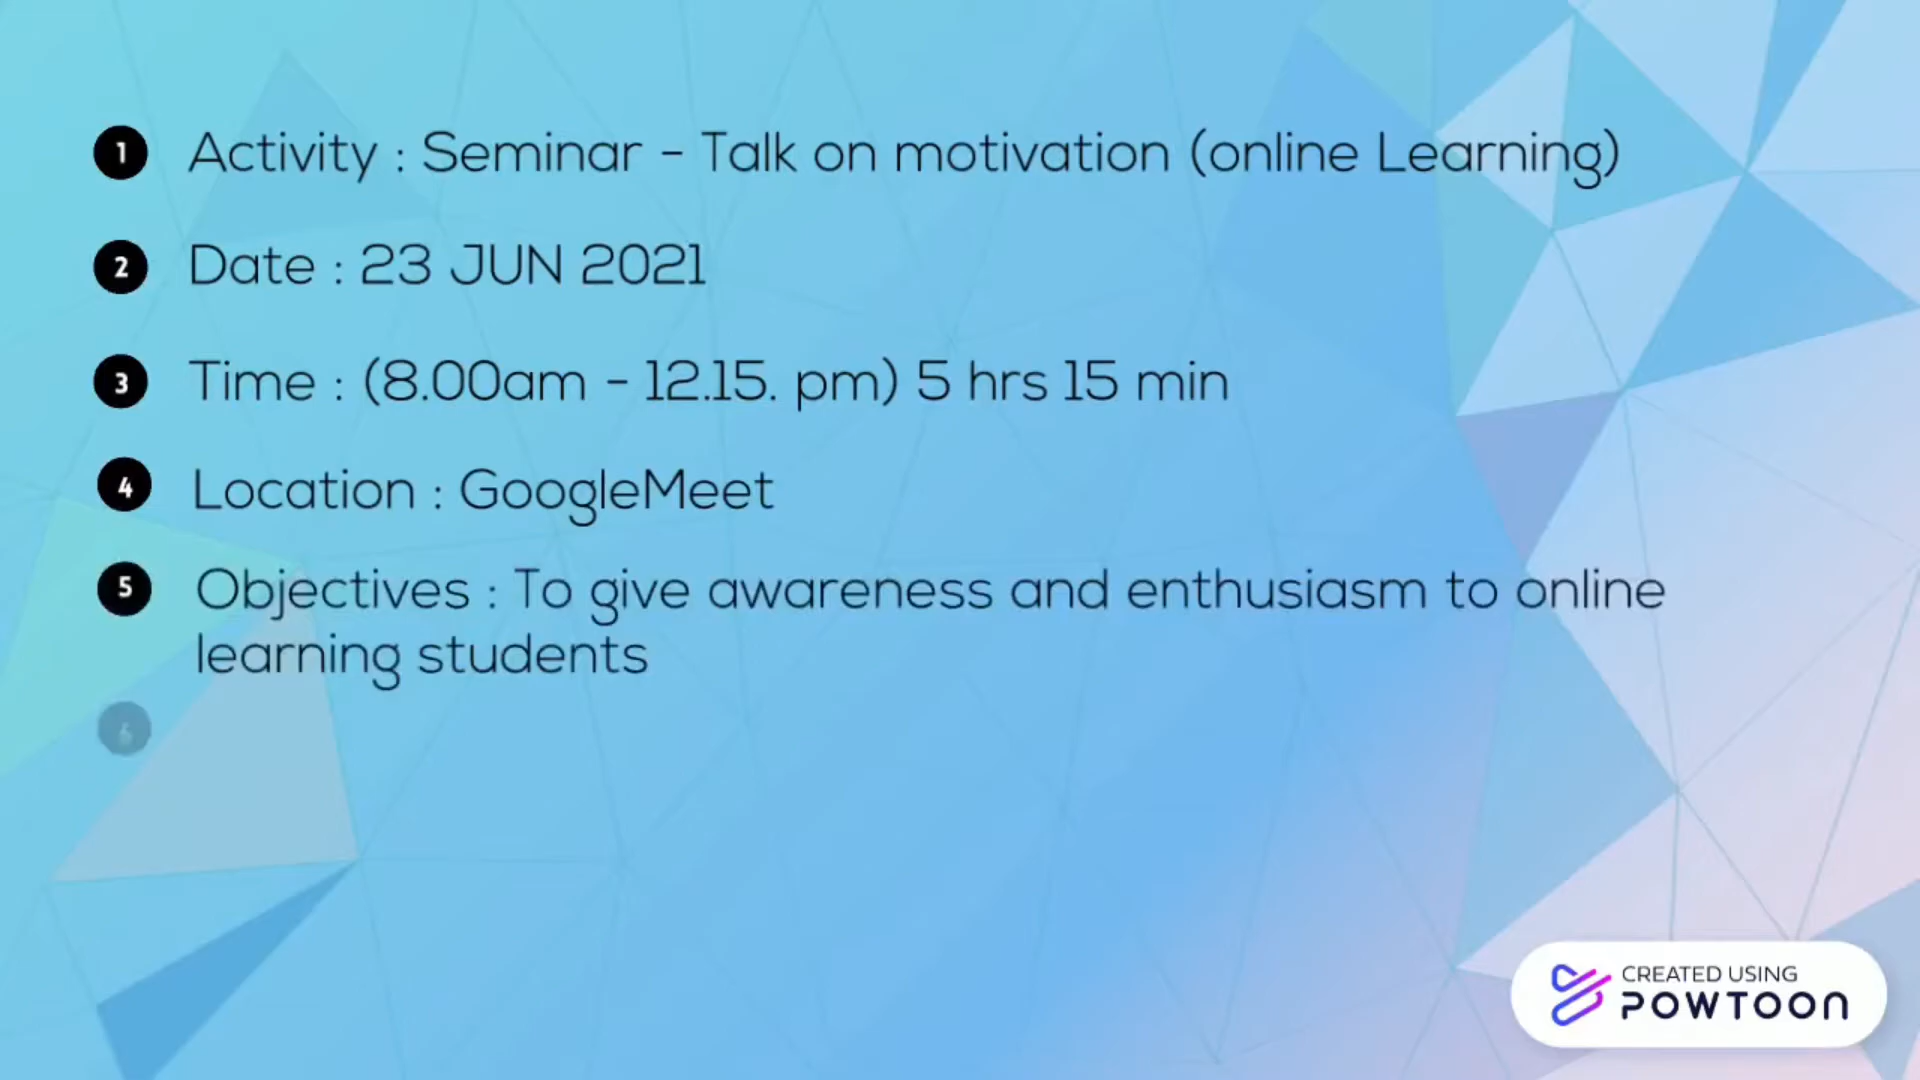 1 Activity : Seminar - Talk on motivation (online Learning)
2 Date : 23 JUN 2021
3 Time : (8.00am - 12.15. pm) 5 hrs 15 min
4 Location : GoogleMeet
5 Objectives : To give awareness and enthusiasm to online
learning students
6
CREATED USING
POWTOON